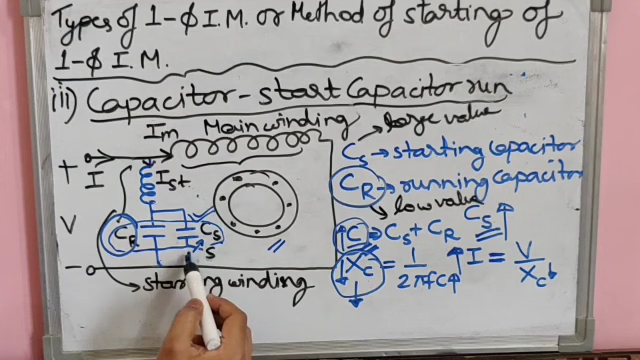 Types of 1-ϕ I.M. or Method of starting of
1-ϕ I.M.
iii) Capacitor-start Capacitor run
Im Main winding
→ large value
Cs → starting capacitor
+ I Ist.
CR → running capacitor
→ low value
V CR Cs
S
↑C → Cs + CR Cs↑
↓Xc = 1/2πfC↑ ↑I = V/Xc↓
- → starting winding